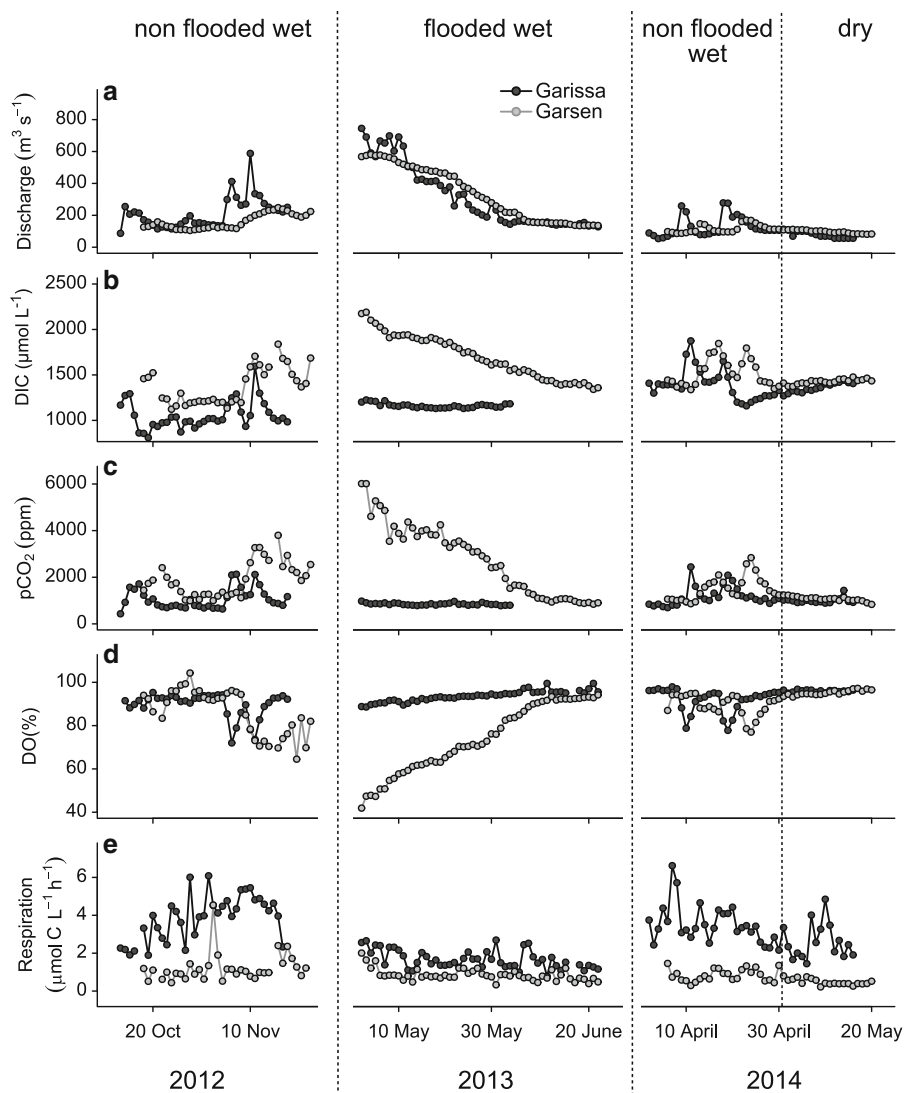 non flooded wet
flooded wet
non flooded wet
dry
a
Garissa
Garsen
Discharge (m³ s⁻¹)
800
600
400
200
0
b
DIC (µmol L⁻¹)
2500
2000
1500
1000
c
pCO₂ (ppm)
6000
4000
2000
0
d
DO(%)
100
80
60
40
e
Respiration
(µmol C L⁻¹ h⁻¹)
6
4
2
0
20 Oct
10 Nov
10 May
30 May
20 June
10 April
30 April
20 May
2012
2013
2014